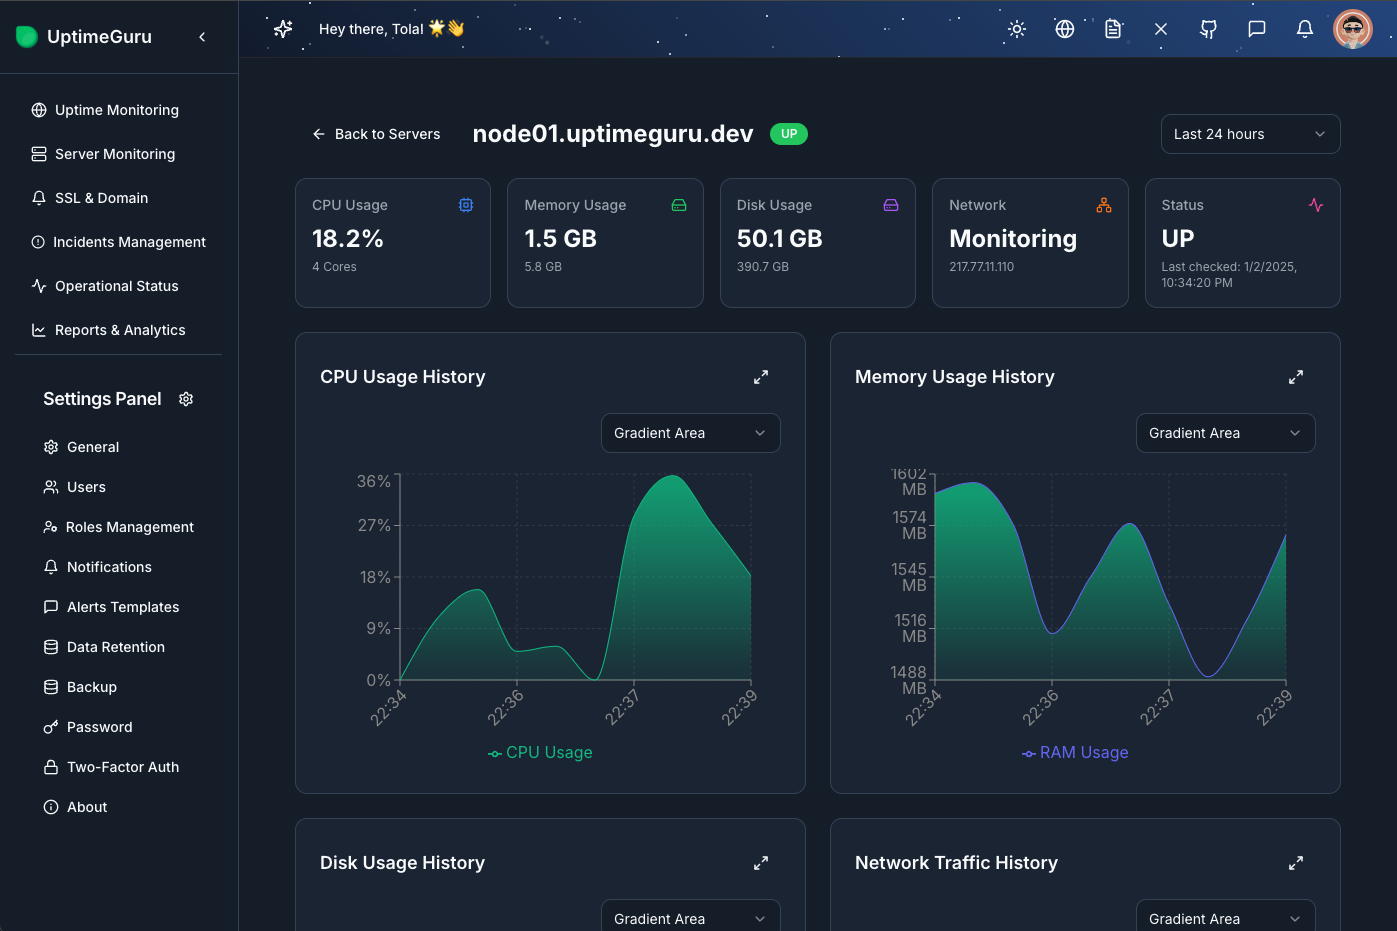 UptimeGuru
Hey there, Tola! 🌟👋
Uptime Monitoring
Server Monitoring
SSL & Domain
Incidents Management
Operational Status
Reports & Analytics
Settings Panel
General
Users
Roles Management
Notifications
Alerts Templates
Data Retention
Backup
Password
Two-Factor Auth
About
Back to Servers
node01.uptimeguru.dev
UP
Last 24 hours
CPU Usage
18.2%
4 Cores
Memory Usage
1.5 GB
5.8 GB
Disk Usage
50.1 GB
390.7 GB
Network
Monitoring
217.77.11.110
Status
UP
Last checked: 1/2/2025,
10:34:20 PM
CPU Usage History
Gradient Area
36%
27%
18%
9%
0%
22:34
22:36
22:37
22:39
CPU Usage
Memory Usage History
Gradient Area
1602
MB
1574
MB
1545
MB
1516
MB
1488
MB
22:34
22:36
22:37
22:39
RAM Usage
Disk Usage History
Gradient Area
Network Traffic History
Gradient Area